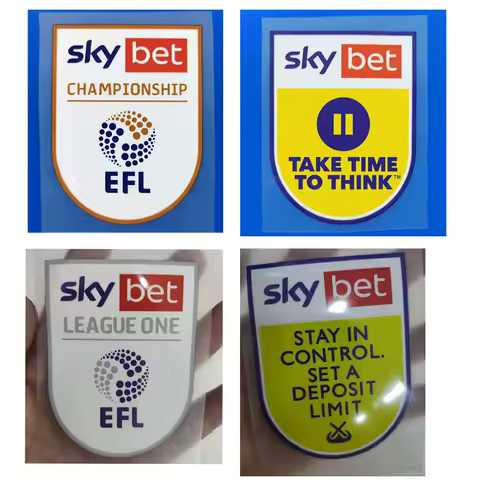 sky bet
CHAMPIONSHIP
EFL
sky bet
TAKE TIME
TO THINK™
sky bet
LEAGUE ONE
EFL
sky bet
STAY IN
CONTROL.
SET A
DEPOSIT
LIMIT